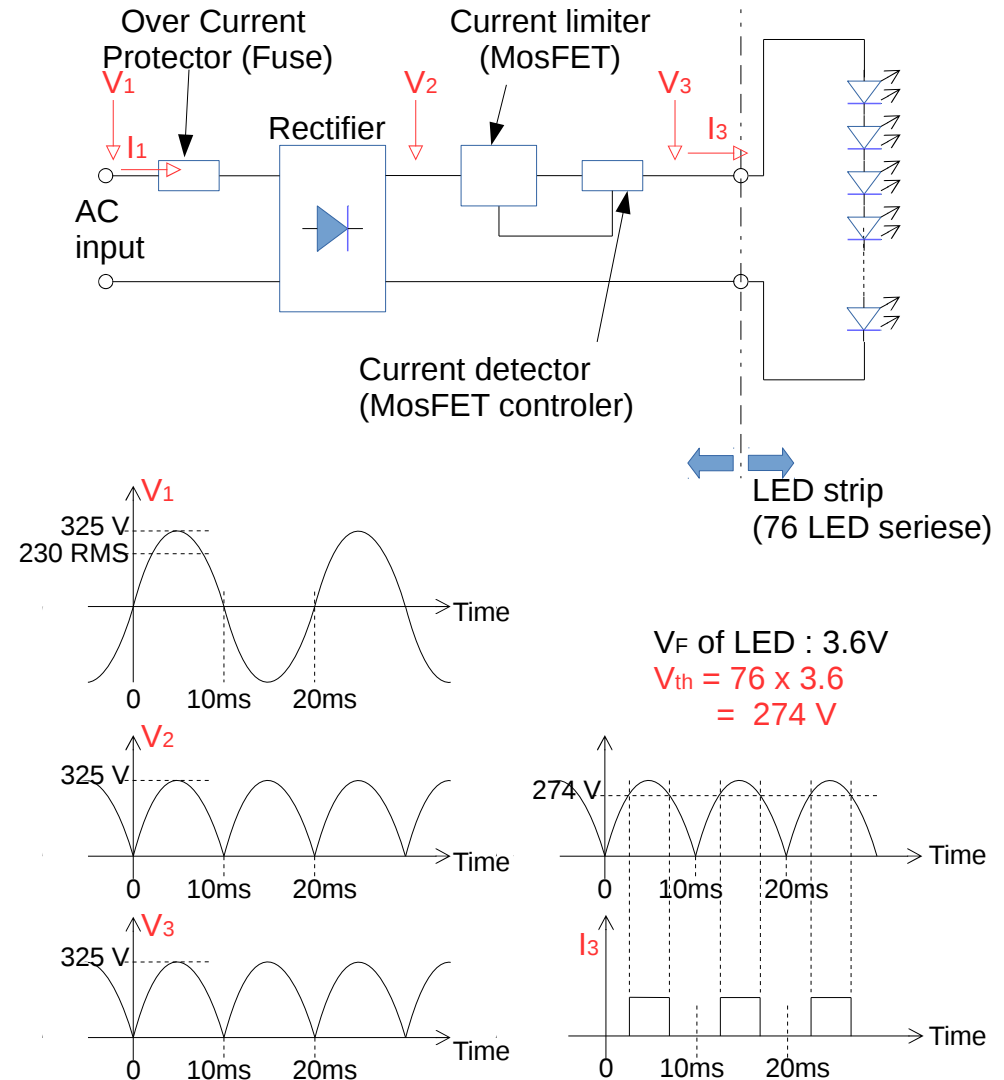 Over Current
Protector (Fuse)
Current limiter
(MosFET)
V1
V2
V3
I1
Rectifier
I3
AC
input
Current detector
(MosFET controler)
LED strip
(76 LED seriese)
V1
325 V
230 RMS
Time
0
10ms
20ms
VF of LED : 3.6V
Vth = 76 x 3.6
= 274 V
V2
325 V
Time
0
10ms
20ms
274 V
Time
0
10ms
20ms
V3
325 V
Time
0
10ms
20ms
I3
Time
0
10ms
20ms